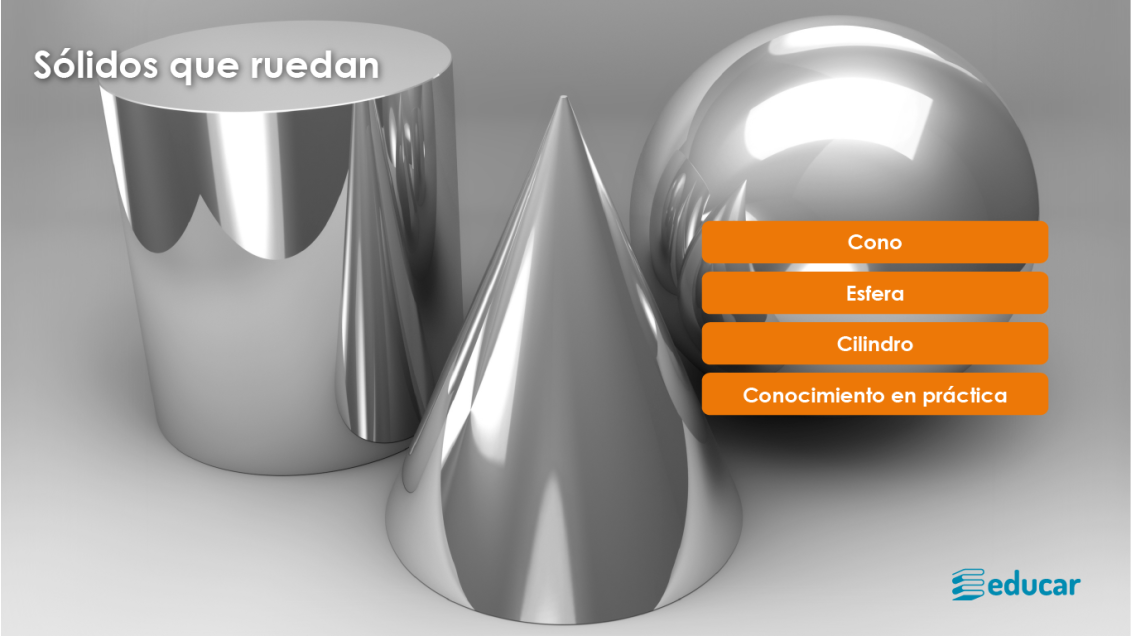 Sólidos que ruedan
Cono
Esfera
Cilindro
Conocimiento en práctica
educar